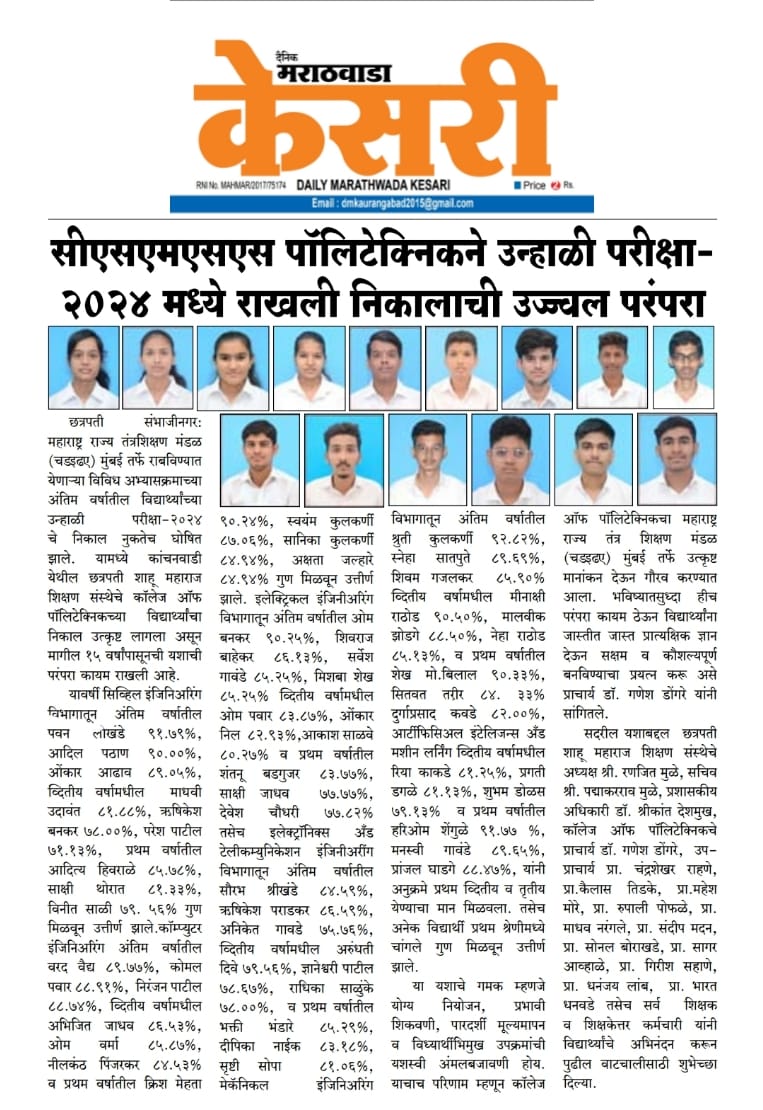 दैनिक
मराठवाडा
केसरी
RNI No. MAHMAR/2017/75174 DAILY MARATHWADA KESARI Price २ Rs.
Email : dmkaurangabad2015@gmail.com
सीएसएमएसएस पॉलिटेक्निकने उन्हाळी परीक्षा-
२०२४ मध्ये राखली निकालाची उज्ज्वल परंपरा
छत्रपती संभाजीनगर:
महाराष्ट्र राज्य तंत्रशिक्षण मंडळ
(चडइढए) मुंबई तर्फे राबविण्यात
येणाऱ्या विविध अभ्यासक्रमाच्या
अंतिम वर्षातील विद्यार्थ्यांच्या
उन्हाळी परीक्षा-२०२४
चे निकाल नुकतेच घोषित
झाले. यामध्ये कांचनवाडी
येथील छत्रपती शाहू महाराज
शिक्षण संस्थेचे कॉलेज ऑफ
पॉलिटेक्निकच्या विद्यार्थ्यांचा
निकाल उत्कृष्ट लागला असून
मागील १५ वर्षांपासूनची यशाची
परंपरा कायम राखली आहे.
यावर्षी सिव्हिल इंजिनिअरिंग
विभागातून अंतिम वर्षातील
पवन लोखंडे ९१.७९%,
आदिल पठाण ९०.००%,
ओंकार आढाव ८९.०५%,
व्दितीय वर्षामधील माधवी
उदावंत ८१.८८%, ऋषिकेश
बनकर ७८.००%, परेश पाटील
७१.१३%, प्रथम वर्षातील
आदित्य हिवराळे ८५.७८%,
साक्षी थोरात ८१.३३%,
विनीत साळी ७९. ५६% गुण
मिळवून उत्तीर्ण झाले.कॉम्प्युटर
इंजिनिअरिंग अंतिम वर्षातील
वरद वैद्य ८९.७७%, कोमल
पवार ८८.९१%, निरंजन पाटील
८८.७४%, व्दितीय वर्षामधील
अभिजित जाधव ८६.५३%,
ओम वर्मा ८५.८७%,
नीलकंठ पिंजरकर ८४.५३%
व प्रथम वर्षातील क्रिश मेहता
९०.२४%, स्वयंम कुलकर्णी
८७.०६%, सानिका कुलकर्णी
८४.९४%, अक्षता जल्हारे
८४.९४% गुण मिळवून उत्तीर्ण
झाले. इलेक्ट्रिकल इंजिनीअरिंग
विभागातून अंतिम वर्षातील ओम
बनकर ९०.२५%, शिवराज
बाहेकर ८६.१३%, सर्वेश
गावंडे ८५.२५%, मिशबा शेख
८५.२५% व्दितीय वर्षामधील
ओम पवार ८३.८७%, ओंकार
निल ८२.९३%,आकाश साळवे
८०.२७% व प्रथम वर्षातील
शंतनू बडगुजर ८३.७७%,
साक्षी जाधव ७७.७७%,
देवेश चौधरी ७७.८२%
तसेच इलेक्ट्रॉनिक्स अँड
टेलीकम्युनिकेशन इंजिनीअरींग
विभागातून अंतिम वर्षातील
सौरभ श्रीखंडे ८४.५९%,
ऋषिकेश पराडकर ८६.५९%,
अनिकेत गावडे ७५.७६%,
व्दितीय वर्षामधील अरुंधती
दिवे ७९.५६%, ज्ञानेश्वरी पाटील
७८.६७%, राधिका साळुंके
७८.००%, व प्रथम वर्षातील
भक्ती भंडारे ८५.२९%,
दीपिका नाईक ८३.१८%,
सृष्टी सोपा ८१.०६%,
मेकॅनिकल इंजिनिअरिंग
विभागातून अंतिम वर्षातील
श्रुती कुलकर्णी ९२.८२%,
स्नेहा सातपुते ८९.६९%,
शिवम गजलकर ८५.९०%
व्दितीय वर्षामधील मीनाक्षी
राठोड ९०.५०%, मालवीक
झोडगे ८८.५०%, नेहा राठोड
८५.१३%, व प्रथम वर्षातील
शेख मो.बिलाल ९०.३३%,
सितवत तऱीर ८४. ३३%
दुर्गाप्रसाद कवडे ८२.००%,
आर्टीफिसिअल इंटेलिजन्स अँड
मशीन लर्निंग व्दितीय वर्षामधील
रिया काकडे ८१.२५%, प्रगती
डगळे ८१.१३%, शुभम डोळस
७९.१३% व प्रथम वर्षातील
हरिओम शेंगुळे ९१.७७ %,
मनस्वी गावंडे ८९.६५%,
प्रांजल घाडगे ८८.४७%, यांनी
अनुक्रमे प्रथम व्दितीय व तृतीय
येण्याचा मान मिळवला. तसेच
अनेक विद्यार्थी प्रथम श्रेणीमध्ये
चांगले गुण मिळवून उत्तीर्ण
झाले.
या यशाचे गमक म्हणजे
योग्य नियोजन, प्रभावी
शिकवणी, पारदर्शी मूल्यमापन
व विध्यार्थीभिमुख उपक्रमांची
यशस्वी अंमलबजावणी होय.
याचाच परिणाम म्हणून कॉलेज
ऑफ पॉलिटेक्निकचा महाराष्ट्र
राज्य तंत्र शिक्षण मंडळ
(चडइढए) मुंबई तर्फे उत्कृष्ट
मानांकन देऊन गौरव करण्यात
आला. भविष्यातसुध्दा हीच
परंपरा कायम ठेऊन विद्यार्थ्यांना
जास्तीत जास्त प्रात्यक्षिक ज्ञान
देऊन सक्षम व कौशल्यपूर्ण
बनविण्याचा प्रयत्न करू असे
प्राचार्य डॉ. गणेश डोंगरे यांनी
सांगितले.
सदरील यशाबद्दल छत्रपती
शाहू महाराज शिक्षण संस्थेचे
अध्यक्ष श्री. रणजित मुळे, सचिव
श्री. पद्माकरराव मुळे, प्रशासकीय
अधिकारी डॉ. श्रीकांत देशमुख,
कॉलेज ऑफ पॉलिटेक्निकचे
प्राचार्य डॉ. गणेश डोंगरे, उप-
प्राचार्य प्रा. चंद्रशेखर राहणे,
प्रा.कैलास तिडके, प्रा.महेश
मोरे, प्रा. रुपाली पोफळे, प्रा.
माधव नरंगले, प्रा. संदीप मदन,
प्रा. सोनल बोराखडे, प्रा. सागर
आव्हाळे, प्रा. गिरीश सहाणे,
प्रा. धनंजय लांब, प्रा. भारत
धनवडे तसेच सर्व शिक्षक
व शिक्षकेत्तर कर्मचारी यांनी
विद्यार्थ्यांचे अभिनंदन करून
पुढील वाटचालीसाठी शुभेच्छा
दिल्या.